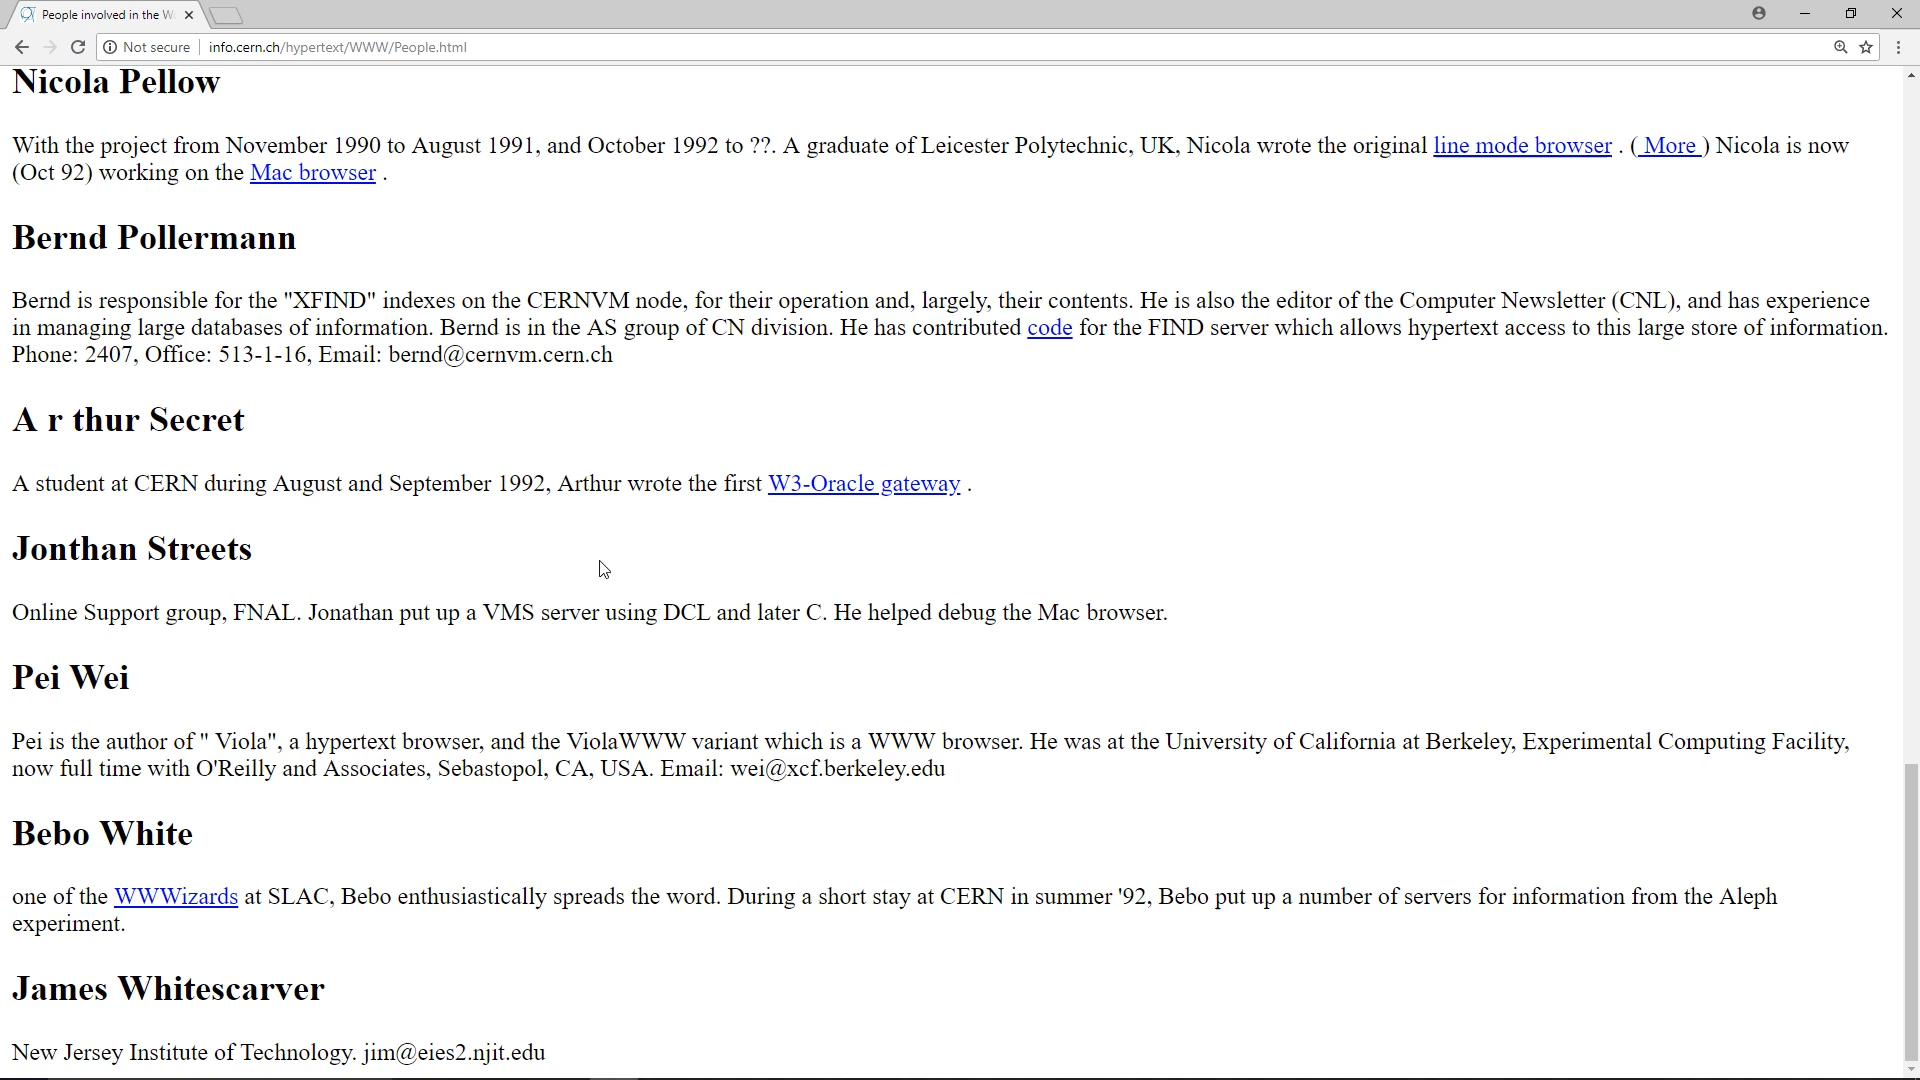 People involved in the W
Not secure
info.cern.ch/hypertext/WWW/People.html
Nicola Pellow
With the project from November 1990 to August 1991, and October 1992 to ??. A graduate of Leicester Polytechnic, UK, Nicola wrote the original line mode browser . ( More ) Nicola is now
(Oct 92) working on the Mac browser .
Bernd Pollermann
Bernd is responsible for the "XFIND" indexes on the CERNVM node, for their operation and, largely, their contents. He is also the editor of the Computer Newsletter (CNL), and has experience
in managing large databases of information. Bernd is in the AS group of CN division. He has contributed code for the FIND server which allows hypertext access to this large store of information.
Phone: 2407, Office: 513-1-16, Email: bernd@cernvm.cern.ch
A r thur Secret
A student at CERN during August and September 1992, Arthur wrote the first W3-Oracle gateway .
Jonthan Streets
Online Support group, FNAL. Jonathan put up a VMS server using DCL and later C. He helped debug the Mac browser.
Pei Wei
Pei is the author of " Viola", a hypertext browser, and the ViolaWWW variant which is a WWW browser. He was at the University of California at Berkeley, Experimental Computing Facility,
now full time with O'Reilly and Associates, Sebastopol, CA, USA. Email: wei@xcf.berkeley.edu
Bebo White
one of the WWWizards at SLAC, Bebo enthusiastically spreads the word. During a short stay at CERN in summer '92, Bebo put up a number of servers for information from the Aleph
experiment.
James Whitescarver
New Jersey Institute of Technology. jim@eies2.njit.edu